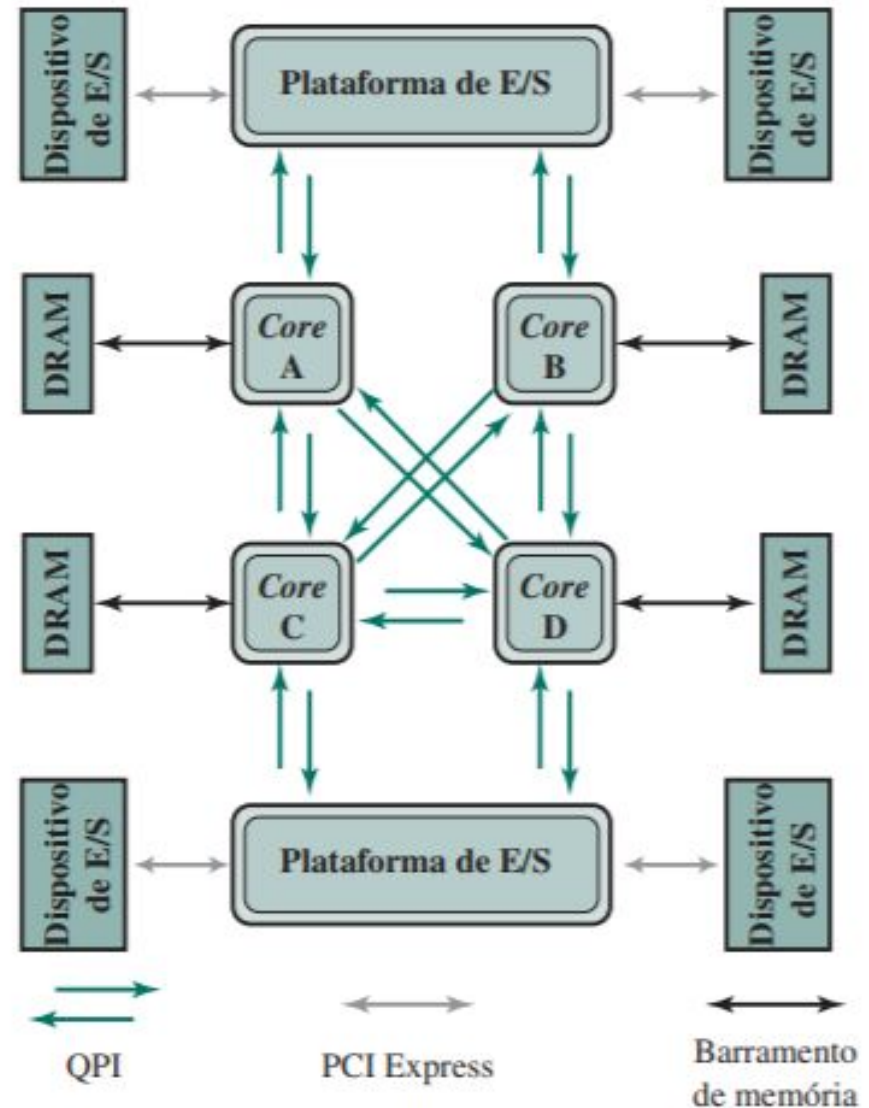 Dispositivo
de E/S
Plataforma de E/S
Dispositivo
de E/S
DRAM
Core
A
Core
B
DRAM
DRAM
Core
C
Core
D
DRAM
Dispositivo
de E/S
Plataforma de E/S
Dispositivo
de E/S
QPI
PCI Express
Barramento
de memória